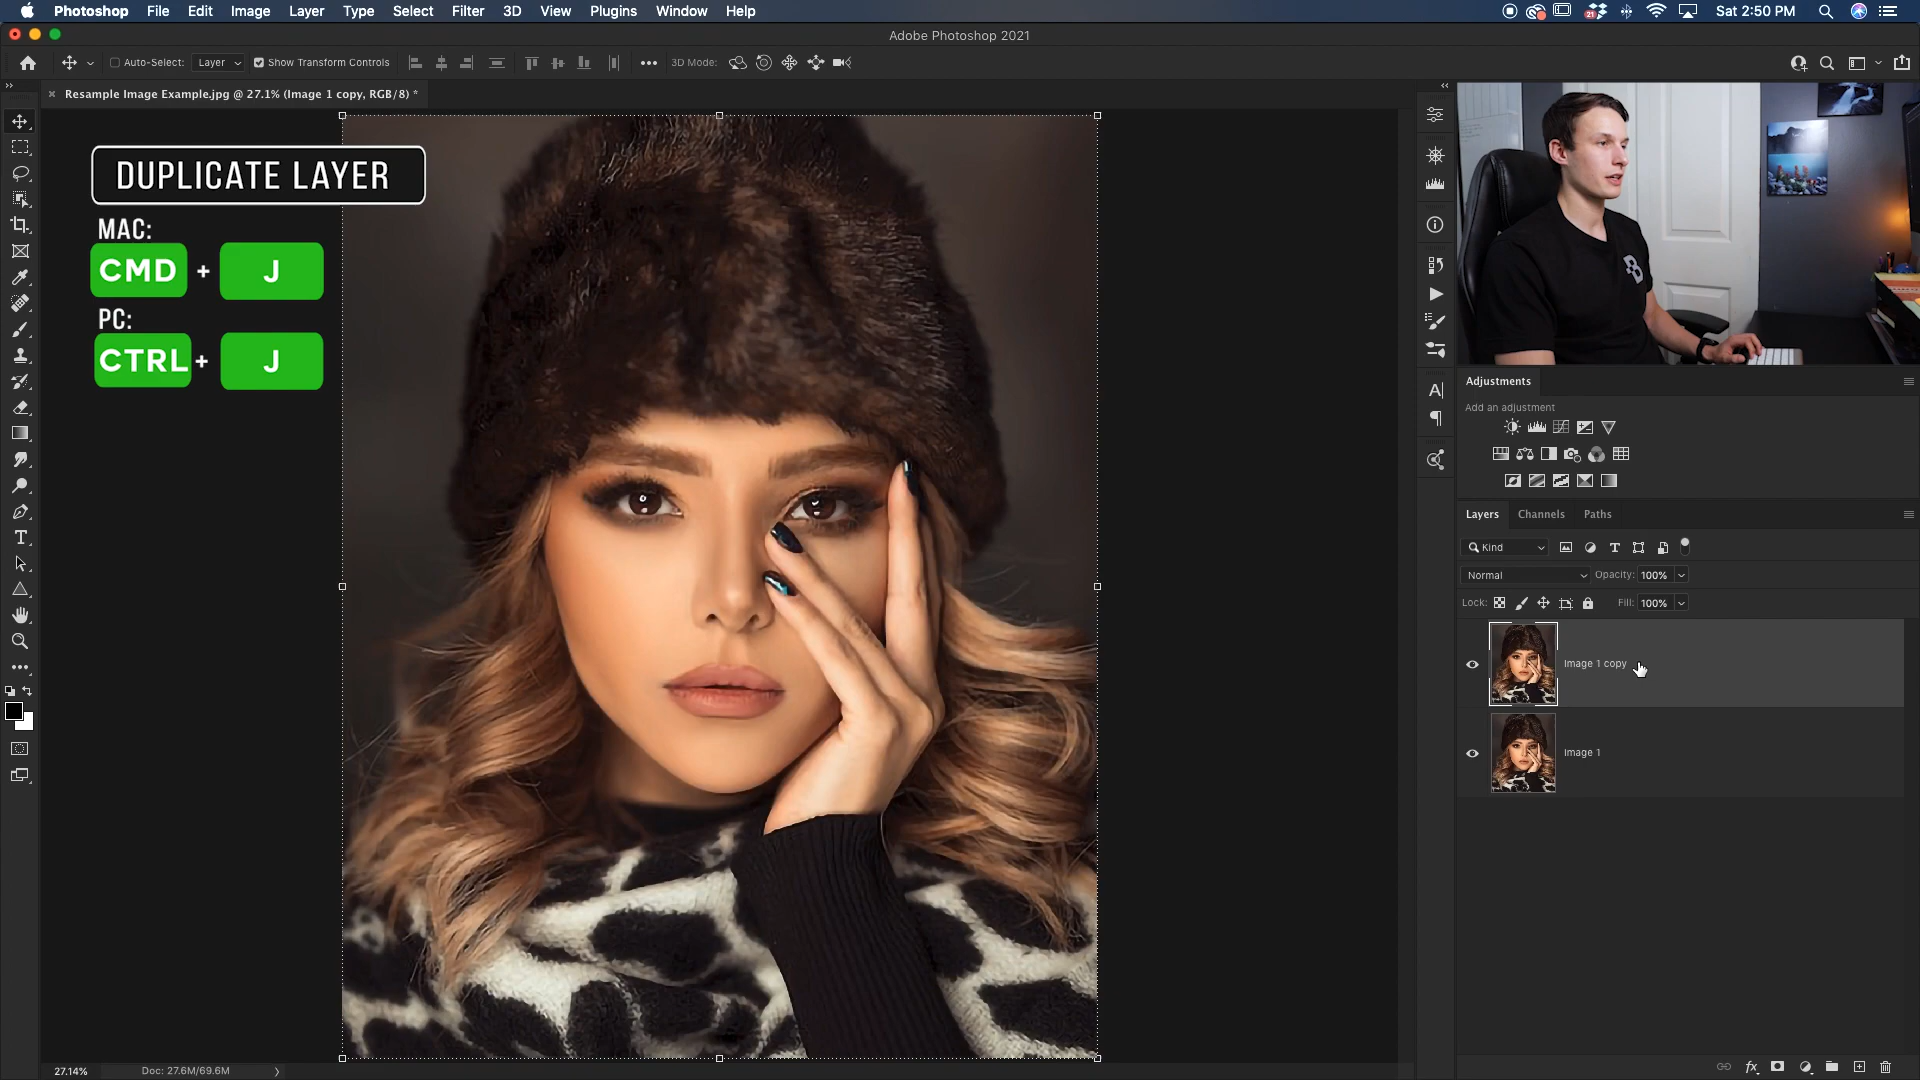 Photoshop File Edit Image Layer Type Select Filter 3D View Plugins Window Help
21
Sat 2:50 PM
Adobe Photoshop 2021
Auto-Select: Layer Show Transform Controls
3D Mode:
Resample Image Example.jpg @ 27.1% (Image 1 copy, RGB/8) *
DUPLICATE LAYER
MAC:
CMD + J
PC:
CTRL + J
Adjustments
Add an adjustment
Layers Channels Paths
Kind
Normal Opacity: 100%
Lock: Fill: 100%
Image 1 copy
Image 1
fx
27.14% Doc: 27.6M/69.6M